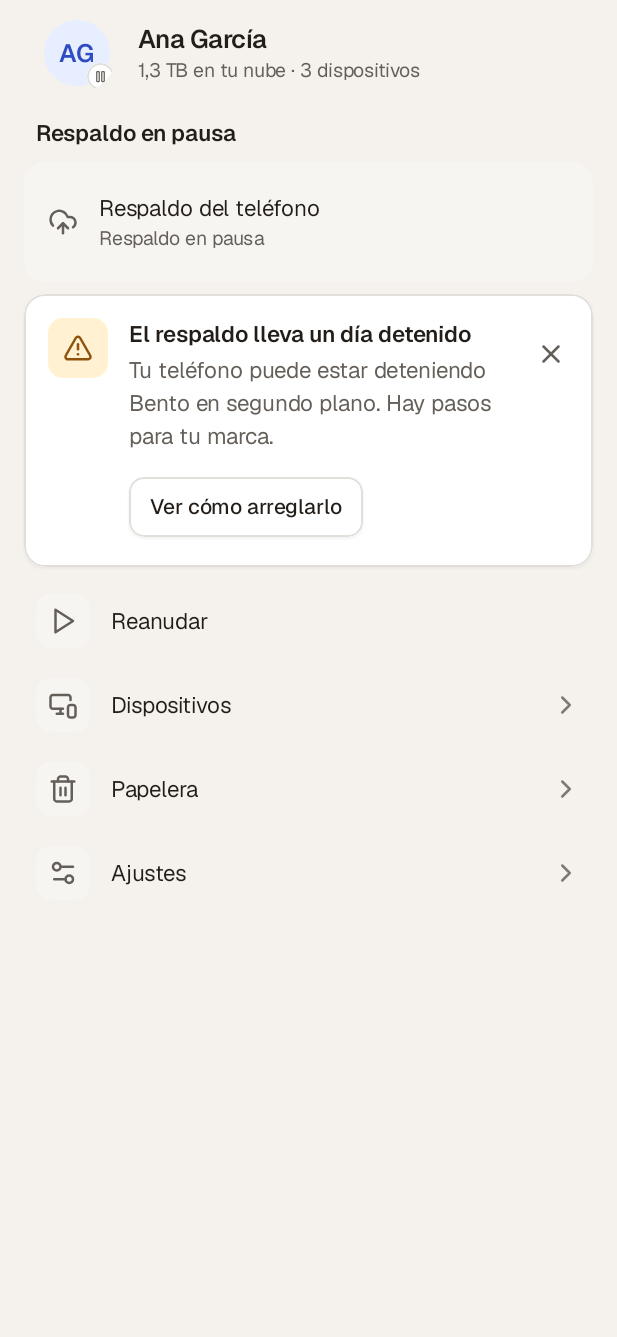 AG
Ana García
1,3 TB en tu nube · 3 dispositivos
Respaldo en pausa
Respaldo del teléfono
Respaldo en pausa
El respaldo lleva un día detenido
Tu teléfono puede estar deteniendo
Bento en segundo plano. Hay pasos
para tu marca.
Ver cómo arreglarlo
Reanudar
Dispositivos
Papelera
Ajustes